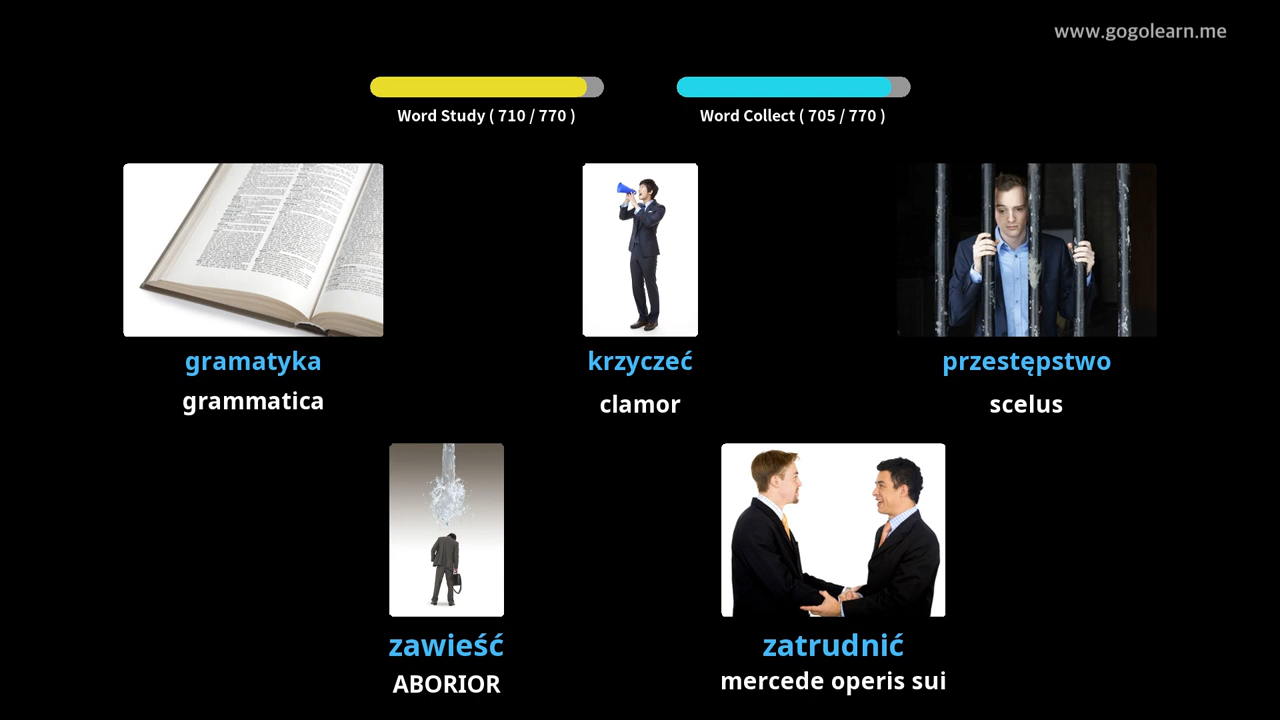 www.gogolearn.me
Word Study ( 710 / 770 )
Word Collect ( 705 / 770 )
gramatyka
grammatica
krzyczeć
clamor
przestępstwo
scelus
zawieść
ABORIOR
zatrudnić
mercede operis sui